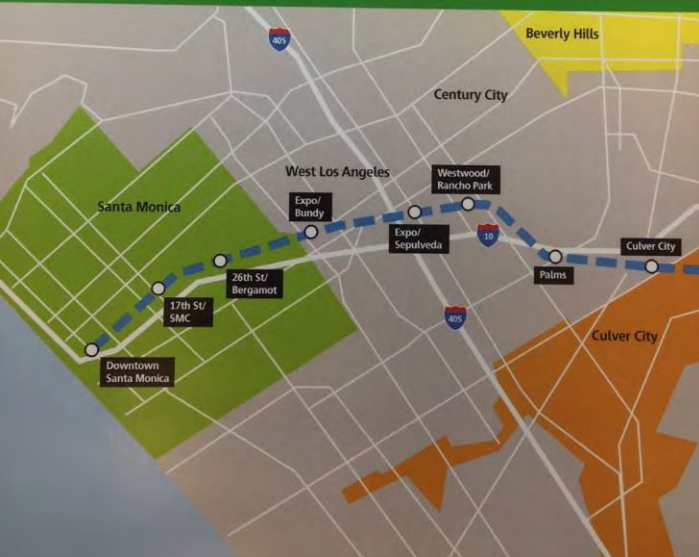 Beverly Hills
405
Century City
West Los Angeles
Westwood/
Rancho Park
Santa Monica
Expo/
Bundy
Expo/
Sepulveda
10
Culver City
26th St/
Bergamot
Palms
17th St/
SMC
405
Culver City
Downtown
Santa Monica